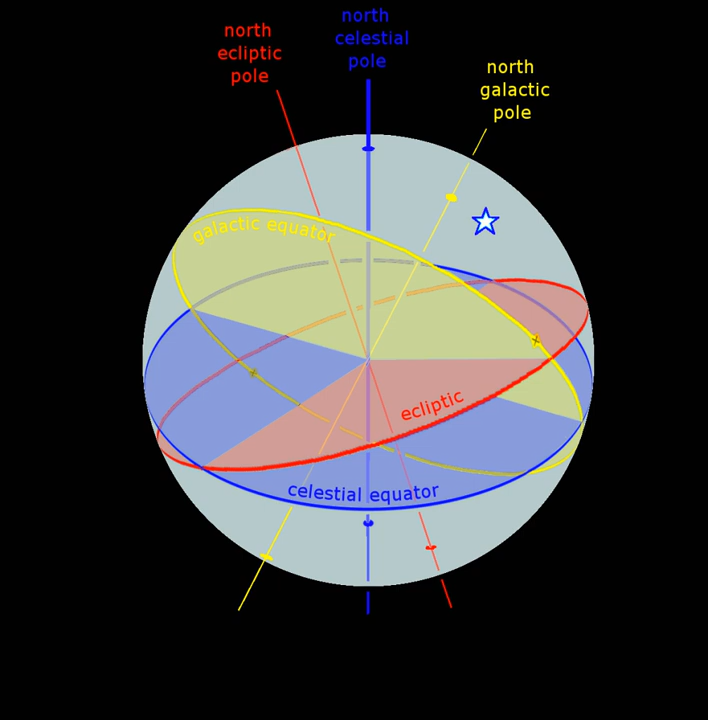 north
celestial
pole
north
ecliptic
pole
north
galactic
pole
galactic equator
ecliptic
celestial equator